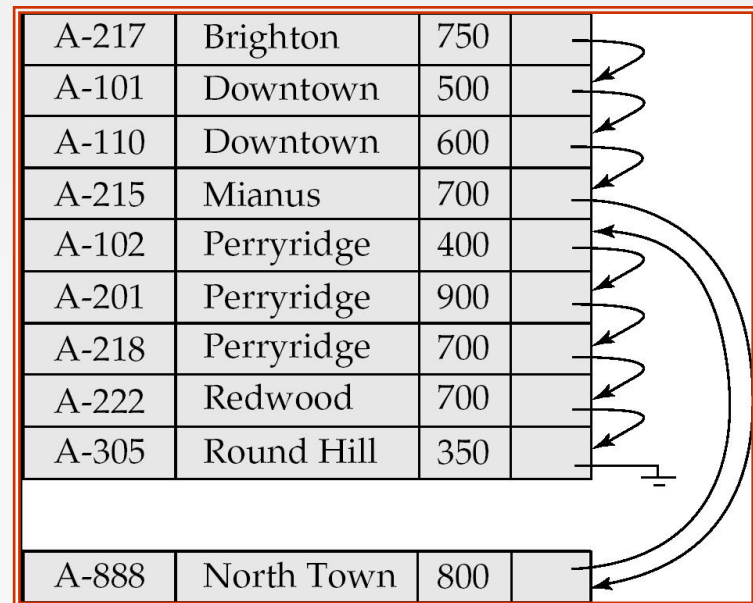 A-217 Brighton 750
A-101 Downtown 500
A-110 Downtown 600
A-215 Mianus 700
A-102 Perryridge 400
A-201 Perryridge 900
A-218 Perryridge 700
A-222 Redwood 700
A-305 Round Hill 350
A-888 North Town 800